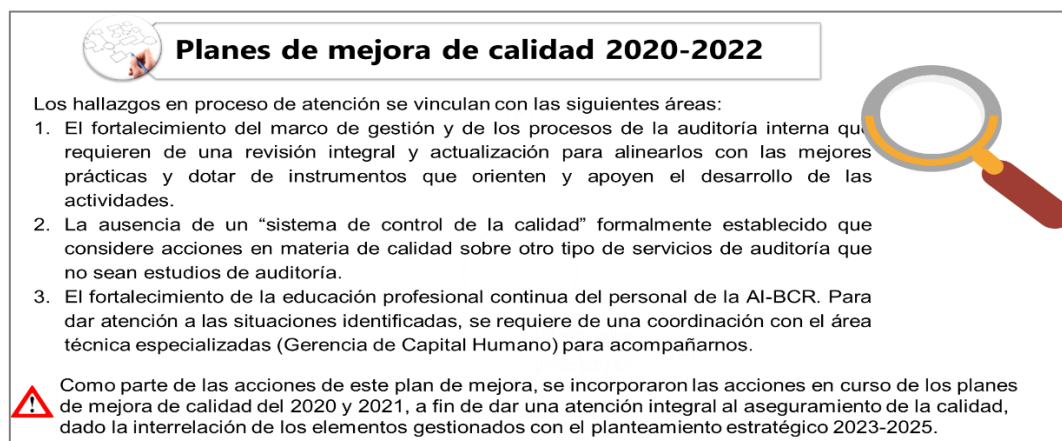 Planes de mejora de calidad 2020-2022
Los hallazgos en proceso de atención se vinculan con las siguientes áreas:
1. El fortalecimiento del marco de gestión y de los procesos de la auditoría interna que
requieren de una revisión integral y actualización para alinearlos con las mejores
prácticas y dotar de instrumentos que orienten y apoyen el desarrollo de las
actividades.
2. La ausencia de un “sistema de control de la calidad” formalmente establecido que
considere acciones en materia de calidad sobre otro tipo de servicios de auditoría que
no sean estudios de auditoría.
3. El fortalecimiento de la educación profesional continua del personal de la AI-BCR. Para
dar atención a las situaciones identificadas, se requiere de una coordinación con el área
técnica especializadas (Gerencia de Capital Humano) para acompañarnos.
Como parte de las acciones de este plan de mejora, se incorporaron las acciones en curso de los planes
de mejora de calidad del 2020 y 2021, a fin de dar una atención integral al aseguramiento de la calidad,
dado la interrelación de los elementos gestionados con el planteamiento estratégico 2023-2025.